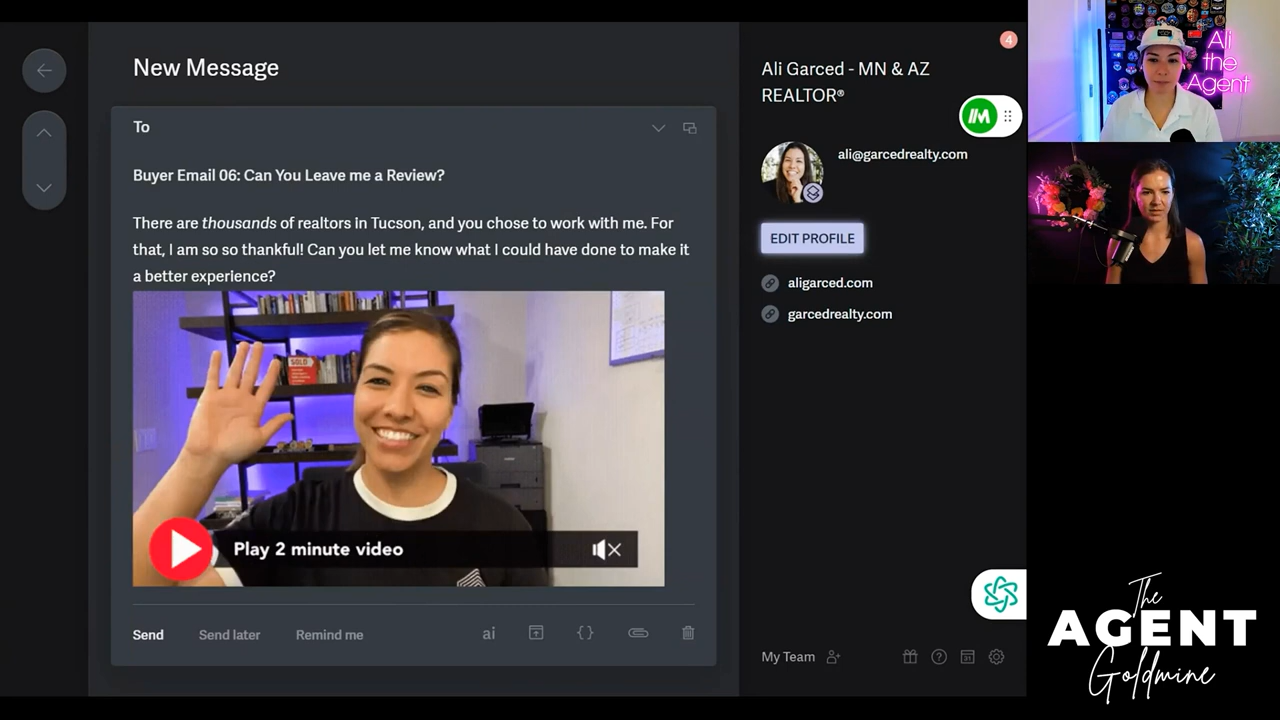 New Message
To
Buyer Email 06: Can You Leave me a Review?
There are thousands of realtors in Tucson, and you chose to work with me. For
that, I am so so thankful! Can you let me know what I could have done to make it
a better experience?
SOLD
Play 2 minute video
Send
Send later
Remind me
ai
{}
4
Ali Garced - MN & AZ
REALTOR®
ali@garcedrealty.com
EDIT PROFILE
aligarced.com
garcedrealty.com
My Team
Ali
the
Agent
The
AGENT
Goldmine